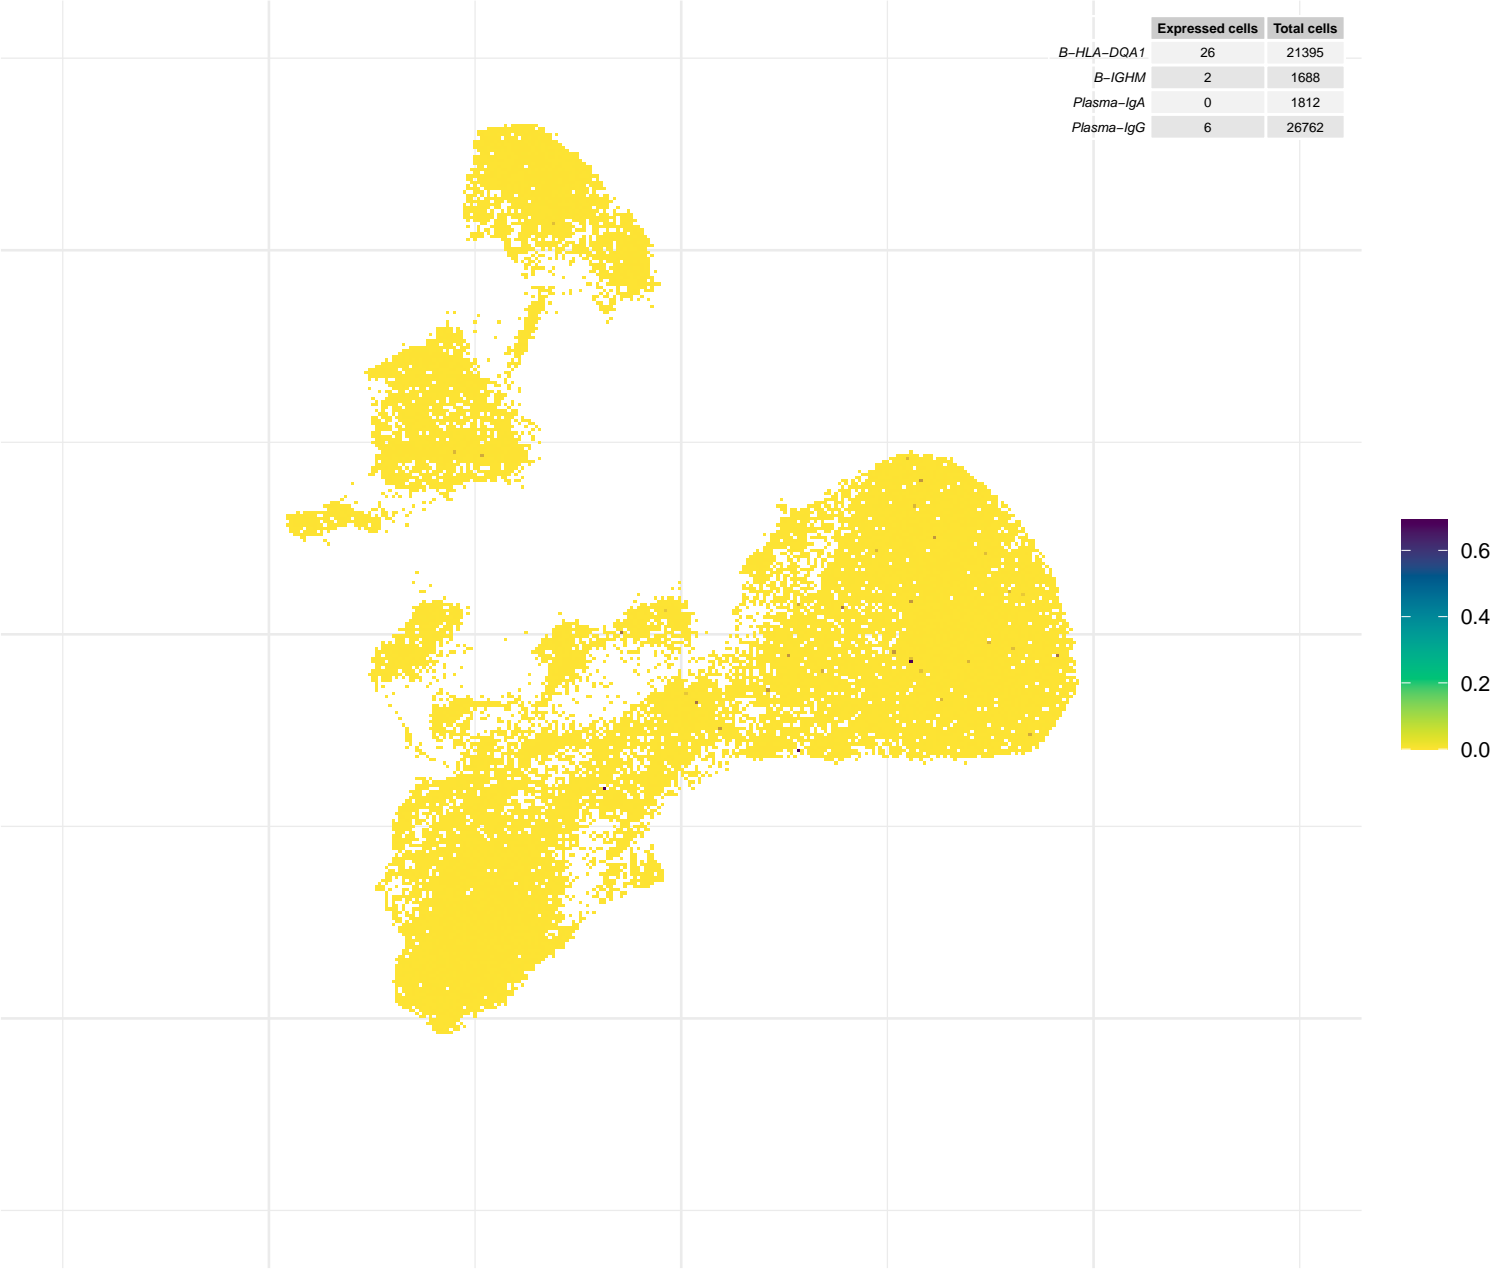 Expressed cells Total cells
B−HLA−DQA1 26 21395
B−IGHM 2 1688
Plasma−IgA 0 1812
Plasma−IgG 6 26762
0.6
0.4
0.2
0.0